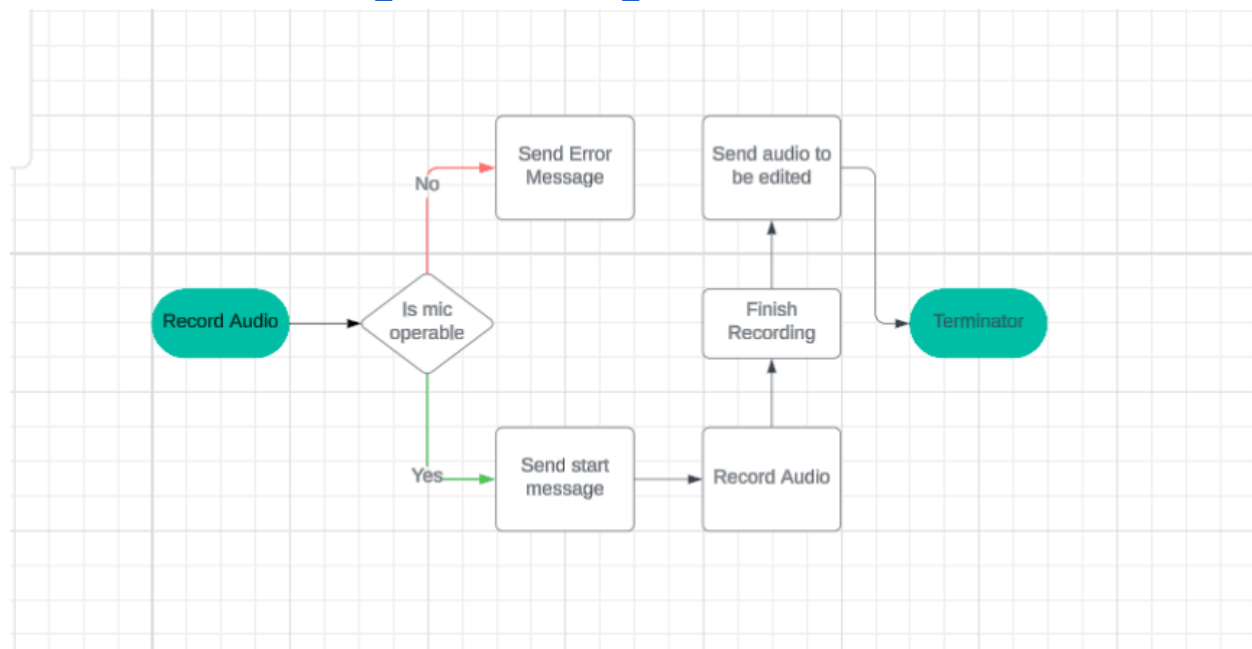 Send Error
Message
Send audio to
be edited
No
Record Audio
Is mic
operable
Finish
Recording
Terminator
Yes
Send start
message
Record Audio